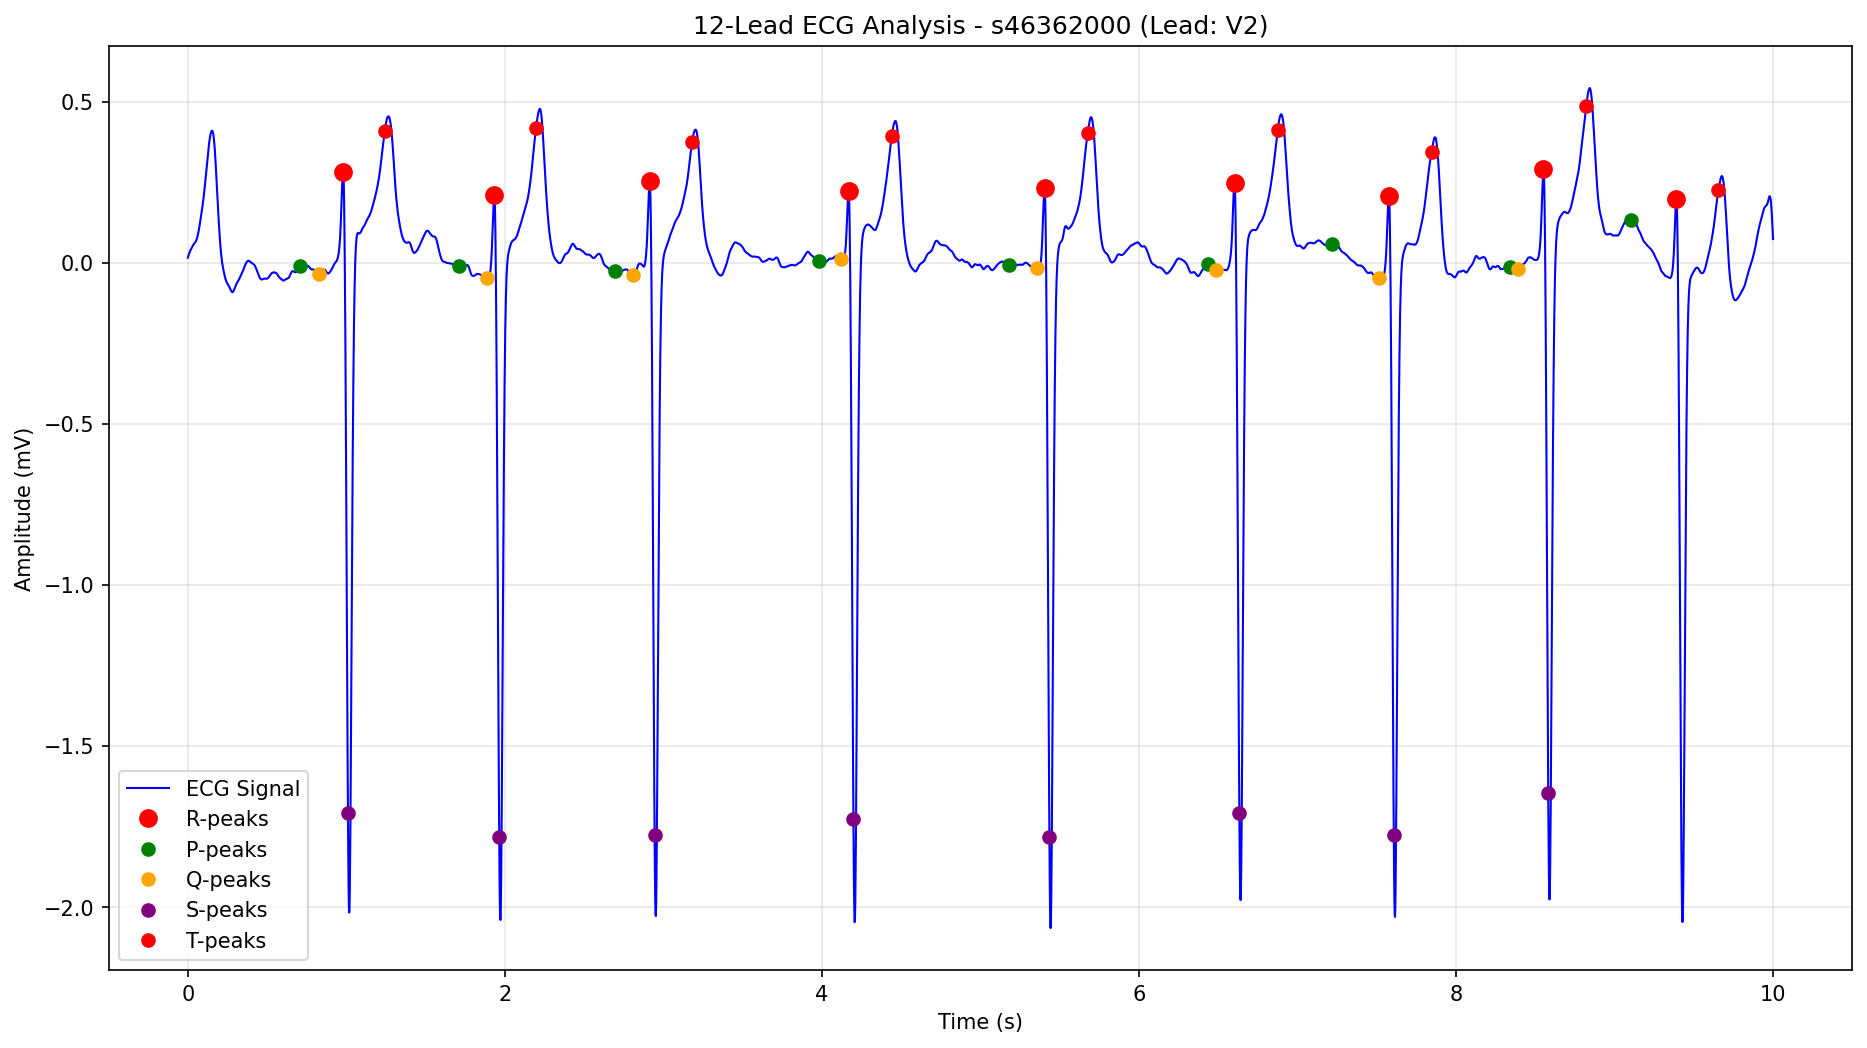 12-Lead ECG Analysis - s46362000 (Lead: V2)
0.5
0.0
−0.5
−1.0
−1.5
−2.0
Amplitude (mV)
ECG Signal
R-peaks
P-peaks
Q-peaks
S-peaks
T-peaks
0 2 4 6 8 10
Time (s)